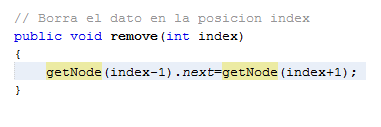 // Borra el dato en la posicion index
public void remove(int index)
{
getNode(index-1).next=getNode(index+1);
}